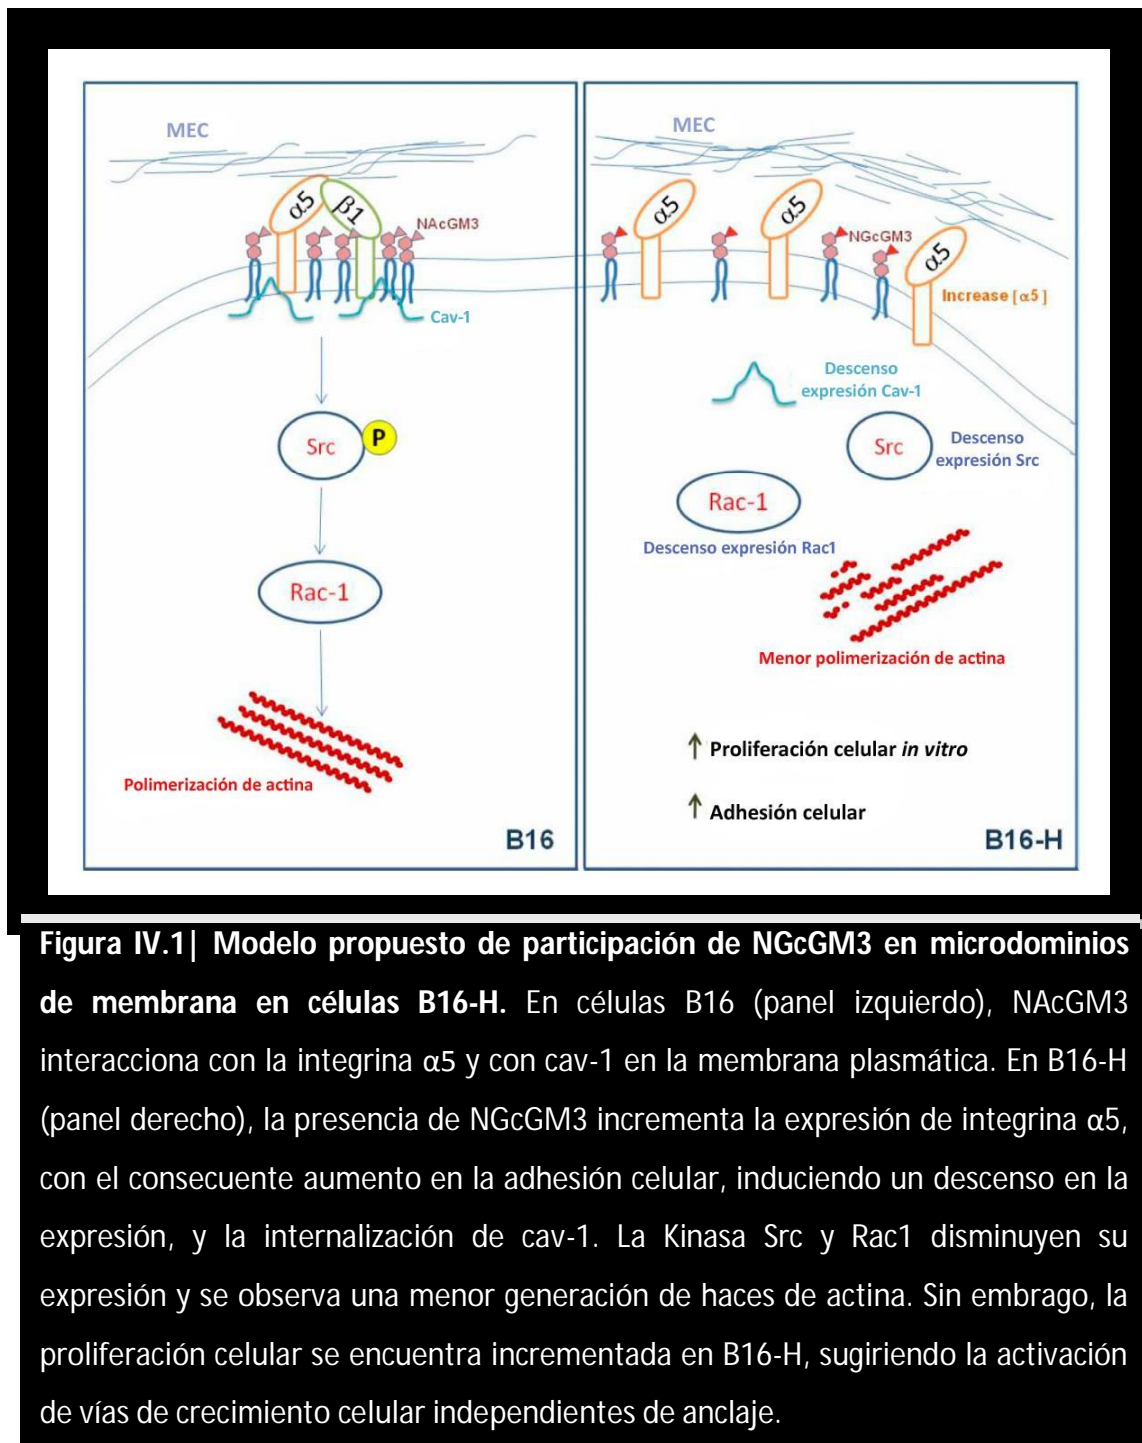 MEC
α5
β1
NAcGM3
Cav-1
Src
P
Rac-1
Polimerización de actina
B16
MEC
α5
α5
NGcGM3
α5
Increase [α5]
Descenso
expresión Cav-1
Src
Descenso
expresión Src
Rac-1
Descenso expresión Rac1
Menor polimerización de actina
↑ Proliferación celular in vitro
↑ Adhesión celular
B16-H
Figura IV.1| Modelo propuesto de participación de NGcGM3 en microdominios
de membrana en células B16-H. En células B16 (panel izquierdo), NAcGM3
interacciona con la integrina α5 y con cav-1 en la membrana plasmática. En B16-H
(panel derecho), la presencia de NGcGM3 incrementa la expresión de integrina α5,
con el consecuente aumento en la adhesión celular, induciendo un descenso en la
expresión, y la internalización de cav-1. La Kinasa Src y Rac1 disminuyen su
expresión y se observa una menor generación de haces de actina. Sin embrago, la
proliferación celular se encuentra incrementada en B16-H, sugiriendo la activación
de vías de crecimiento celular independientes de anclaje.